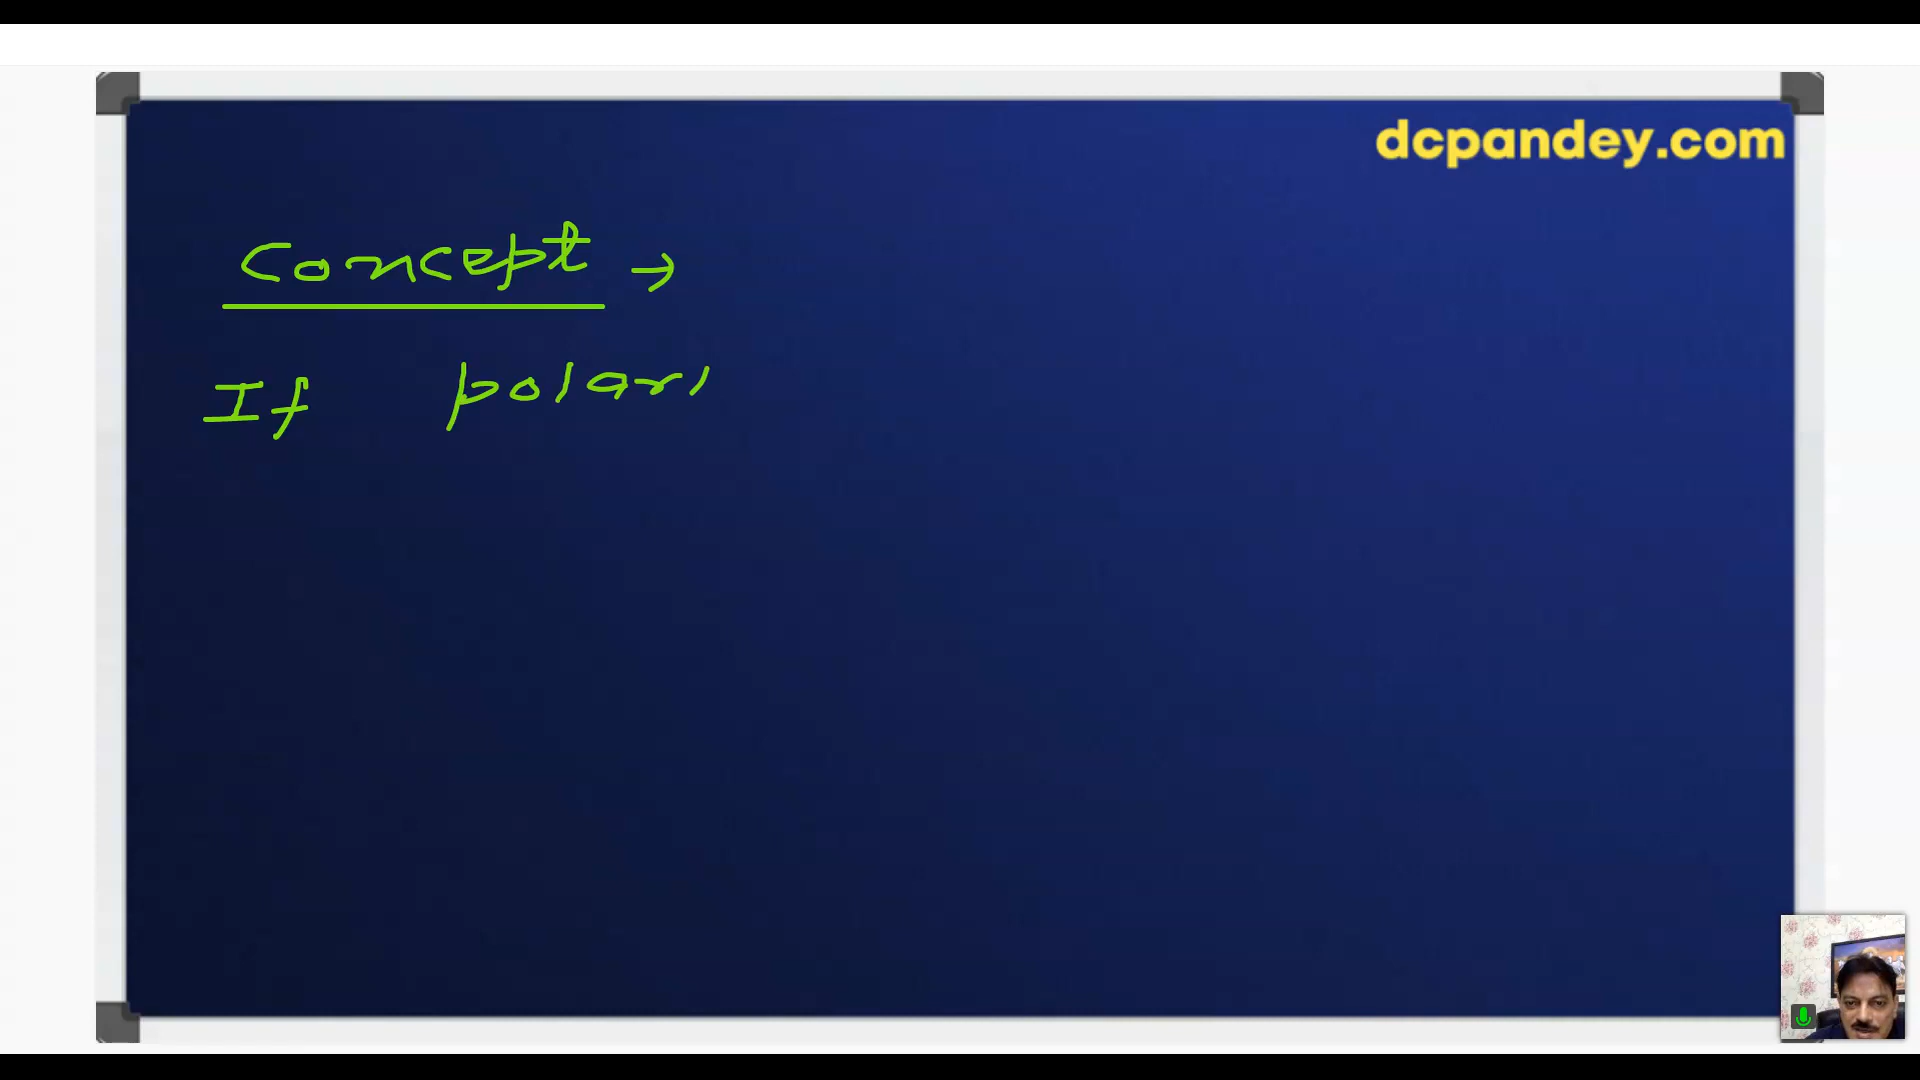 dcpandey.com
Concept →
If polari